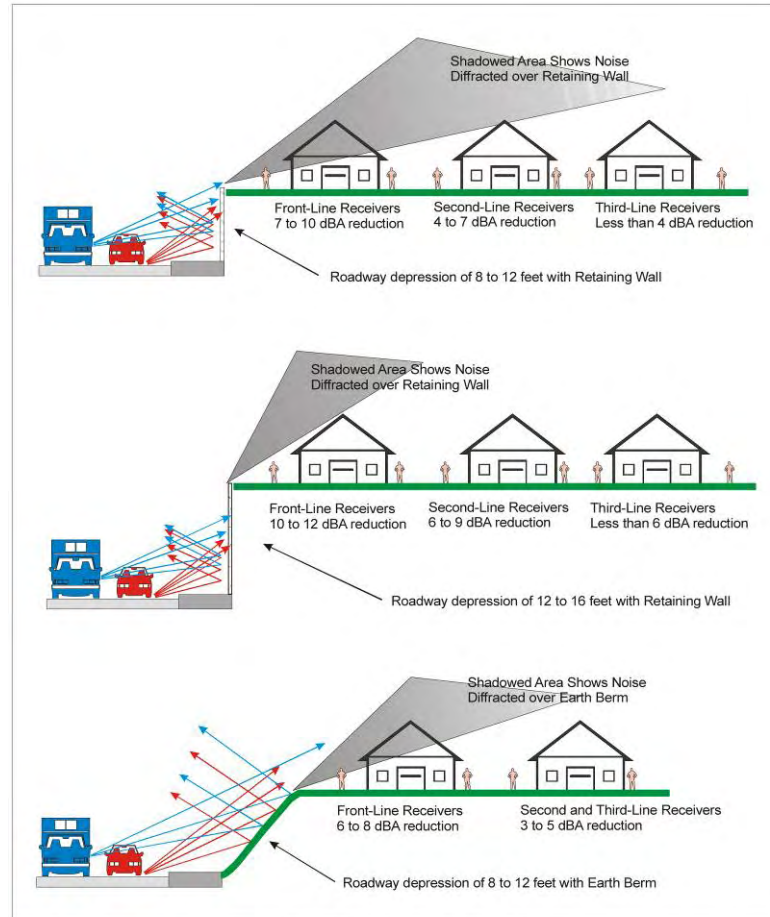 Shadowed Area Shows Noise
Diffracted over Retaining Wall
Front-Line Receivers
7 to 10 dBA reduction
Second-Line Receivers
4 to 7 dBA reduction
Third-Line Receivers
Less than 4 dBA reduction
Roadway depression of 8 to 12 feet with Retaining Wall
Shadowed Area Shows Noise
Diffracted over Retaining Wall
Front-Line Receivers
10 to 12 dBA reduction
Second-Line Receivers
6 to 9 dBA reduction
Third-Line Receivers
Less than 6 dBA reduction
Roadway depression of 12 to 16 feet with Retaining Wall
Shadowed Area Shows Noise
Diffracted over Earth Berm
Front-Line Receivers
6 to 8 dBA reduction
Second and Third-Line Receivers
3 to 5 dBA reduction
Roadway depression of 8 to 12 feet with Earth Berm